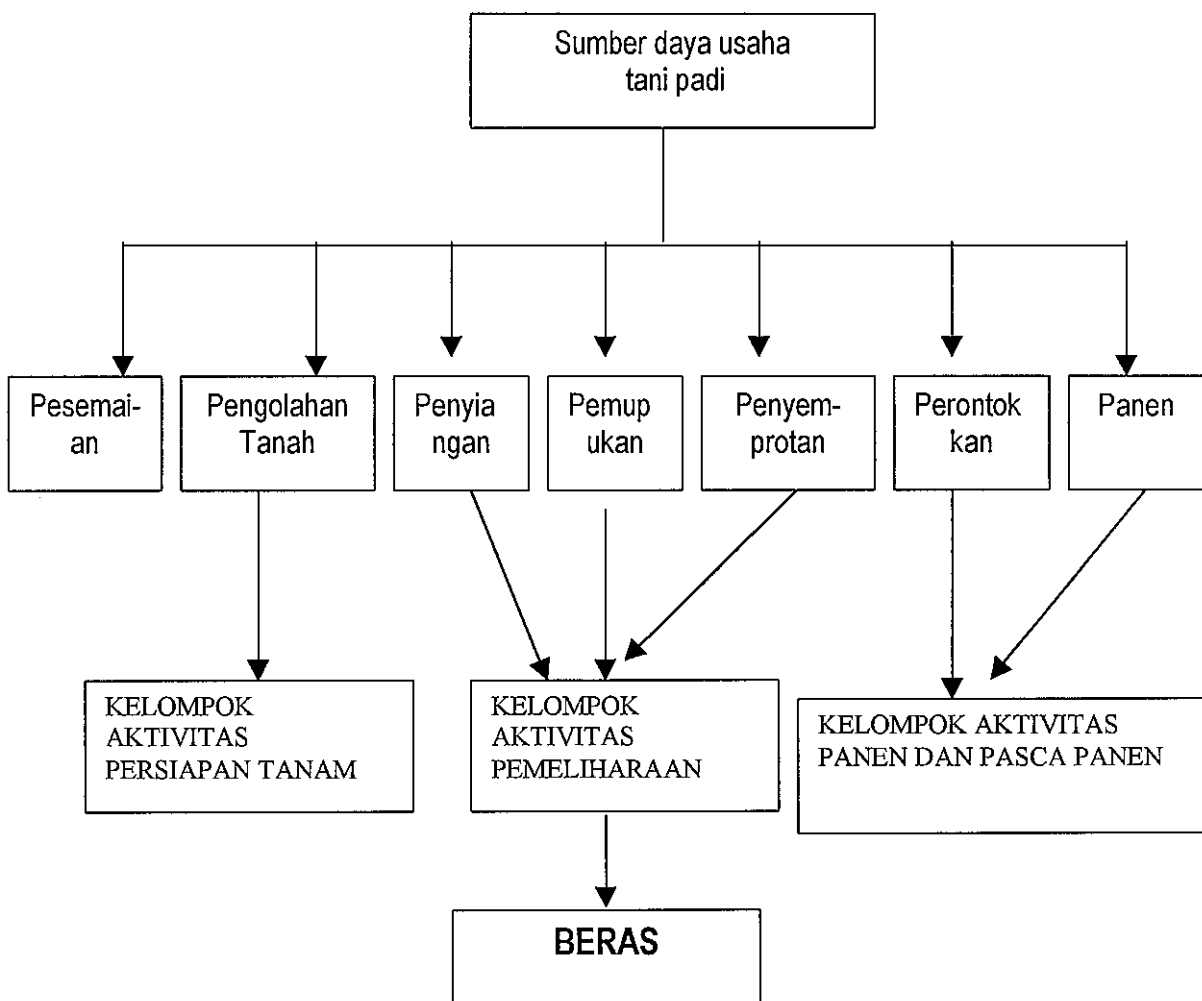 Sumber daya usaha
tani padi
Pesemai-
an
Pengolahan
Tanah
Penyia
ngan
Pemup
ukan
Penyem-
protan
Perontok
kan
Panen
KELOMPOK
AKTIVITAS
PERSIAPAN TANAM
KELOMPOK
AKTIVITAS
PEMELIHARAAN
KELOMPOK AKTIVITAS
PANEN DAN PASCA PANEN
BERAS